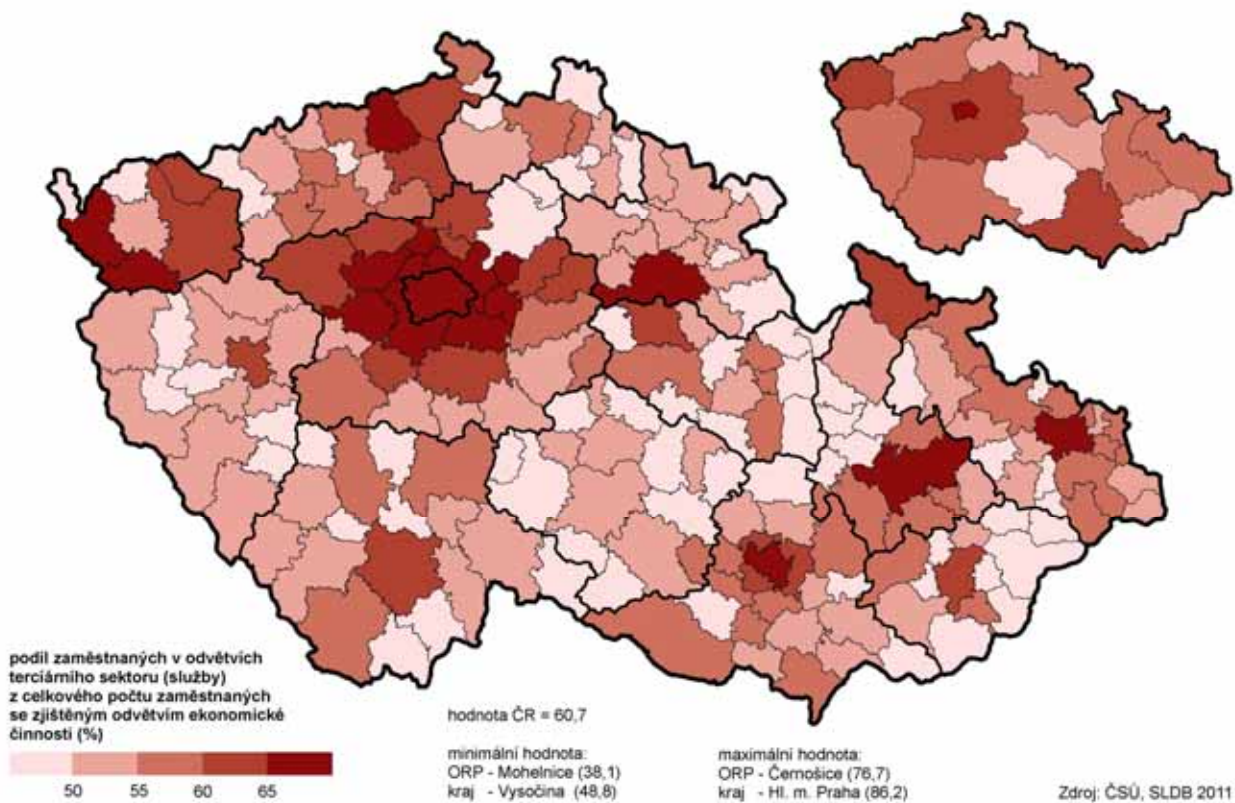 podíl zaměstnaných v odvětvích
terciárního sektoru (služby)
z celkového počtu zaměstnaných
se zjištěným odvětvím ekonomické
činnosti (%)
50 55 60 65
hodnota ČR = 60,7
minimální hodnota:
ORP - Mohelnice (38,1)
kraj - Vysočina (48,8)
maximální hodnota:
ORP - Černošice (76,7)
kraj - Hl. m. Praha (86,2)
Zdroj: ČSÚ, SLDB 2011